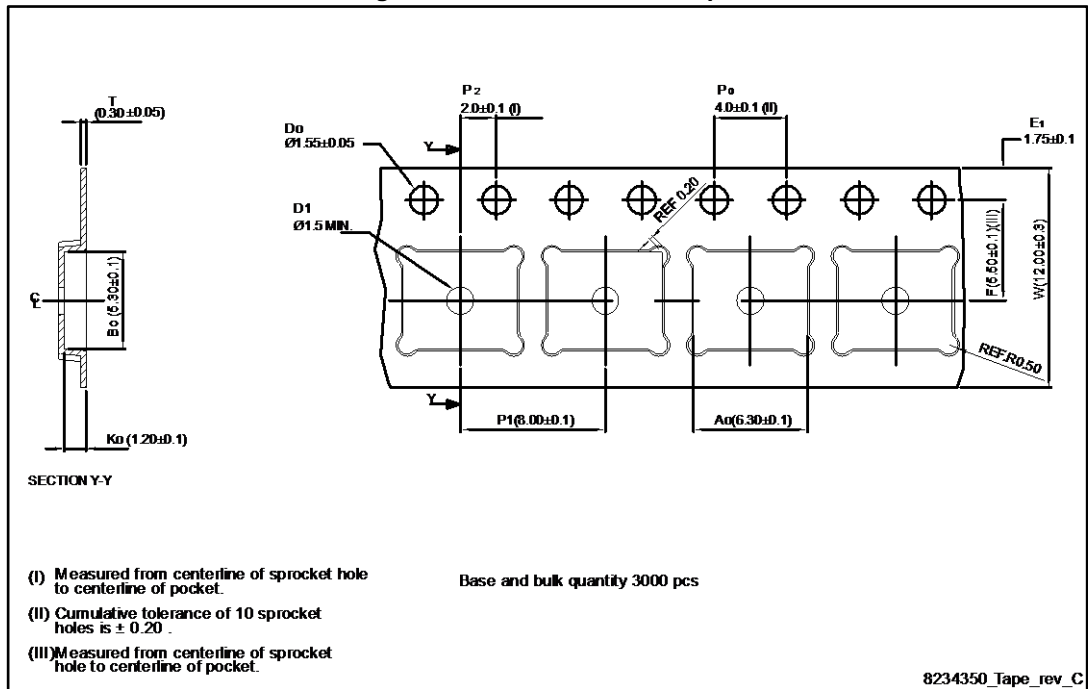 T
(0.30±0.05)
P2
2.0±0.1 (I)
Po
4.0±0.1 (II)
E1
1.75±0.1
Do
Ø1.55±0.05
Y
D1
Ø1.5 MIN.
REF 0.20
Bo (5.30±0.1)
F(5.50±0.1)(III)
W(12.00±0.3)
REF.R0.50
Y
P1(8.00±0.1)
Ao(6.30±0.1)
Ko (1.20±0.1)
SECTION Y-Y
(I) Measured from centerline of sprocket hole
to centerline of pocket.
Base and bulk quantity 3000 pcs
(II) Cumulative tolerance of 10 sprocket
holes is ± 0.20 .
(III)Measured from centerline of sprocket
hole to centerline of pocket.
8234350_Tape_rev_C